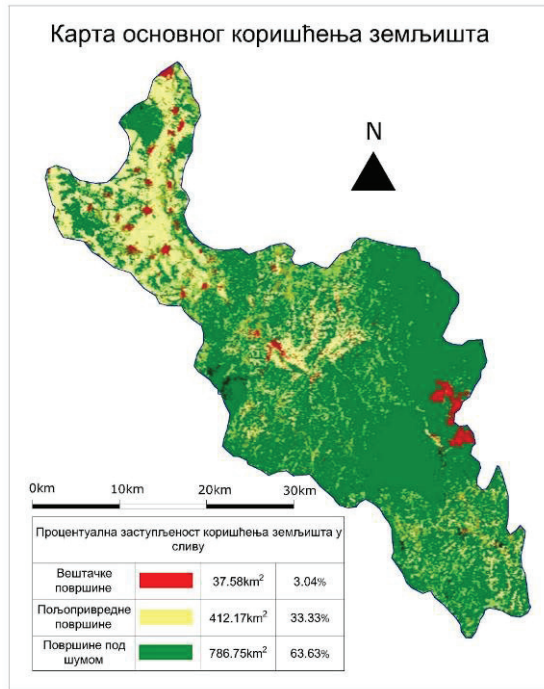 Карта основног коришћења земљишта
N
0km 10km 20km 30km
Процентуална заступљеност коришћења земљишта у
сливу
Вештачке
површине
37.58km² 3.04%
Пољопривредне
површине
412.17km² 33.33%
Површине под
шумом
786.75km² 63.63%